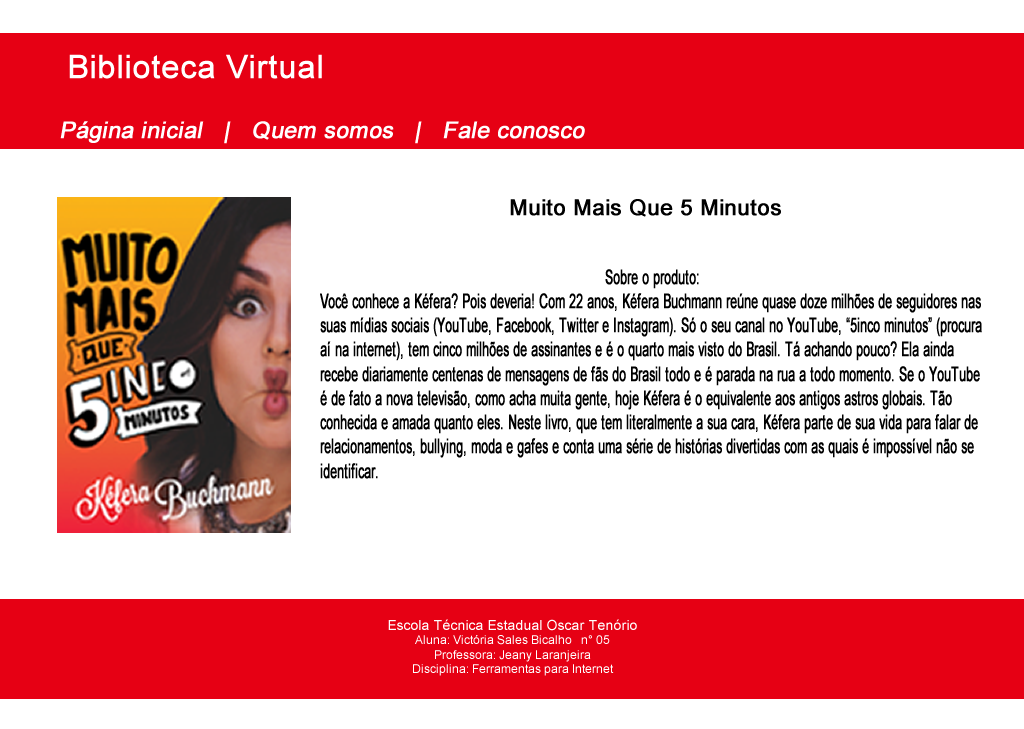 Biblioteca Virtual
Página inicial | Quem somos | Fale conosco
MUITO
MAIS
QUE
5INCO
MINUTOS
Kéfera Buchmann
Muito Mais Que 5 Minutos
Sobre o produto:
Você conhece a Kéfera? Pois deveria! Com 22 anos, Kéfera Buchmann reúne quase doze milhões de seguidores nas
suas mídias sociais (YouTube, Facebook, Twitter e Instagram). Só o seu canal no YouTube, “5inco minutos” (procura
aí na internet), tem cinco milhões de assinantes e é o quarto mais visto do Brasil. Tá achando pouco? Ela ainda
recebe diariamente centenas de mensagens de fãs do Brasil todo e é parada na rua a todo momento. Se o YouTube
é de fato a nova televisão, como acha muita gente, hoje Kéfera é o equivalente aos antigos astros globais. Tão
conhecida e amada quanto eles. Neste livro, que tem literalmente a sua cara, Kéfera parte de sua vida para falar de
relacionamentos, bullying, moda e gafes e conta uma série de histórias divertidas com as quais é impossível não se
identificar.
Escola Técnica Estadual Oscar Tenório
Aluna: Victória Sales Bicalho n° 05
Professora: Jeany Laranjeira
Disciplina: Ferramentas para Internet